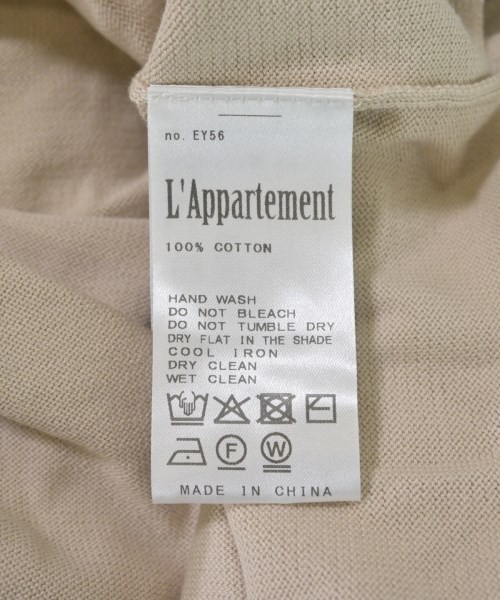 no. EY56
L'Appartement
100% COTTON
HAND WASH
DO NOT BLEACH
DO NOT TUMBLE DRY
DRY FLAT IN THE SHADE
COOL IRON
DRY CLEAN
WET CLEAN
F W
MADE IN CHINA